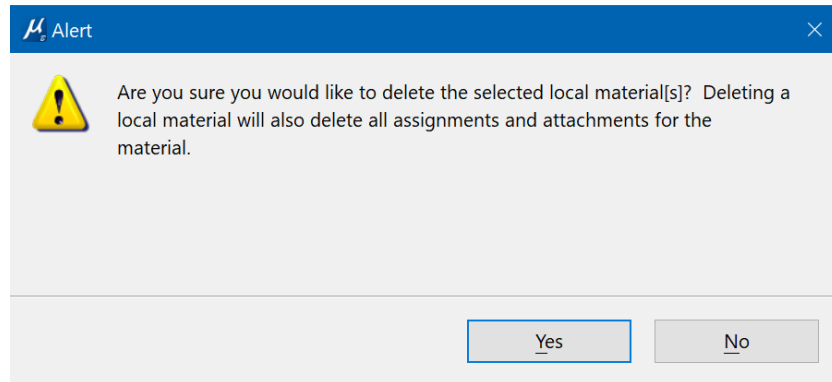 Alert
Are you sure you would like to delete the selected local material[s]?  Deleting a
local material will also delete all assignments and attachments for the
material.
Yes
No